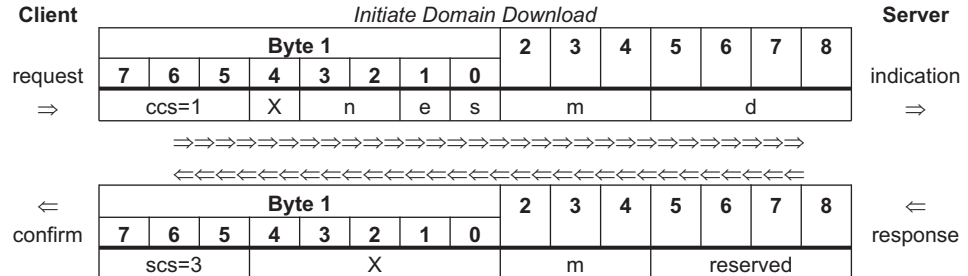 Client Initiate Domain Download Server
Byte 1 2 3 4 5 6 7 8
request 7 6 5 4 3 2 1 0 indication
⇒ ccs=1 X n e s m d ⇒
⇒⇒⇒⇒⇒⇒⇒⇒⇒⇒⇒⇒⇒⇒⇒⇒⇒⇒⇒⇒⇒⇒⇒⇒⇒⇒⇒⇒⇒⇒
⇐⇐⇐⇐⇐⇐⇐⇐⇐⇐⇐⇐⇐⇐⇐⇐⇐⇐⇐⇐⇐⇐⇐⇐⇐⇐⇐⇐⇐⇐
⇐ Byte 1 2 3 4 5 6 7 8 ⇐
confirm 7 6 5 4 3 2 1 0 response
scs=3 X m reserved